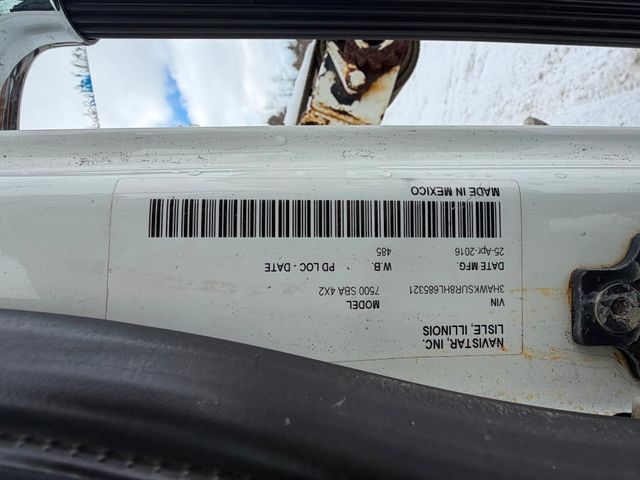 NAVISTAR, INC.
LISLE, ILLINOIS
VIN MODEL
3HAWKSUR8HL685321 7500 SBA 4X2
DATE MFG. W.B. PD LOC - DATE
25-Apr-2016 485
MADE IN MEXICO